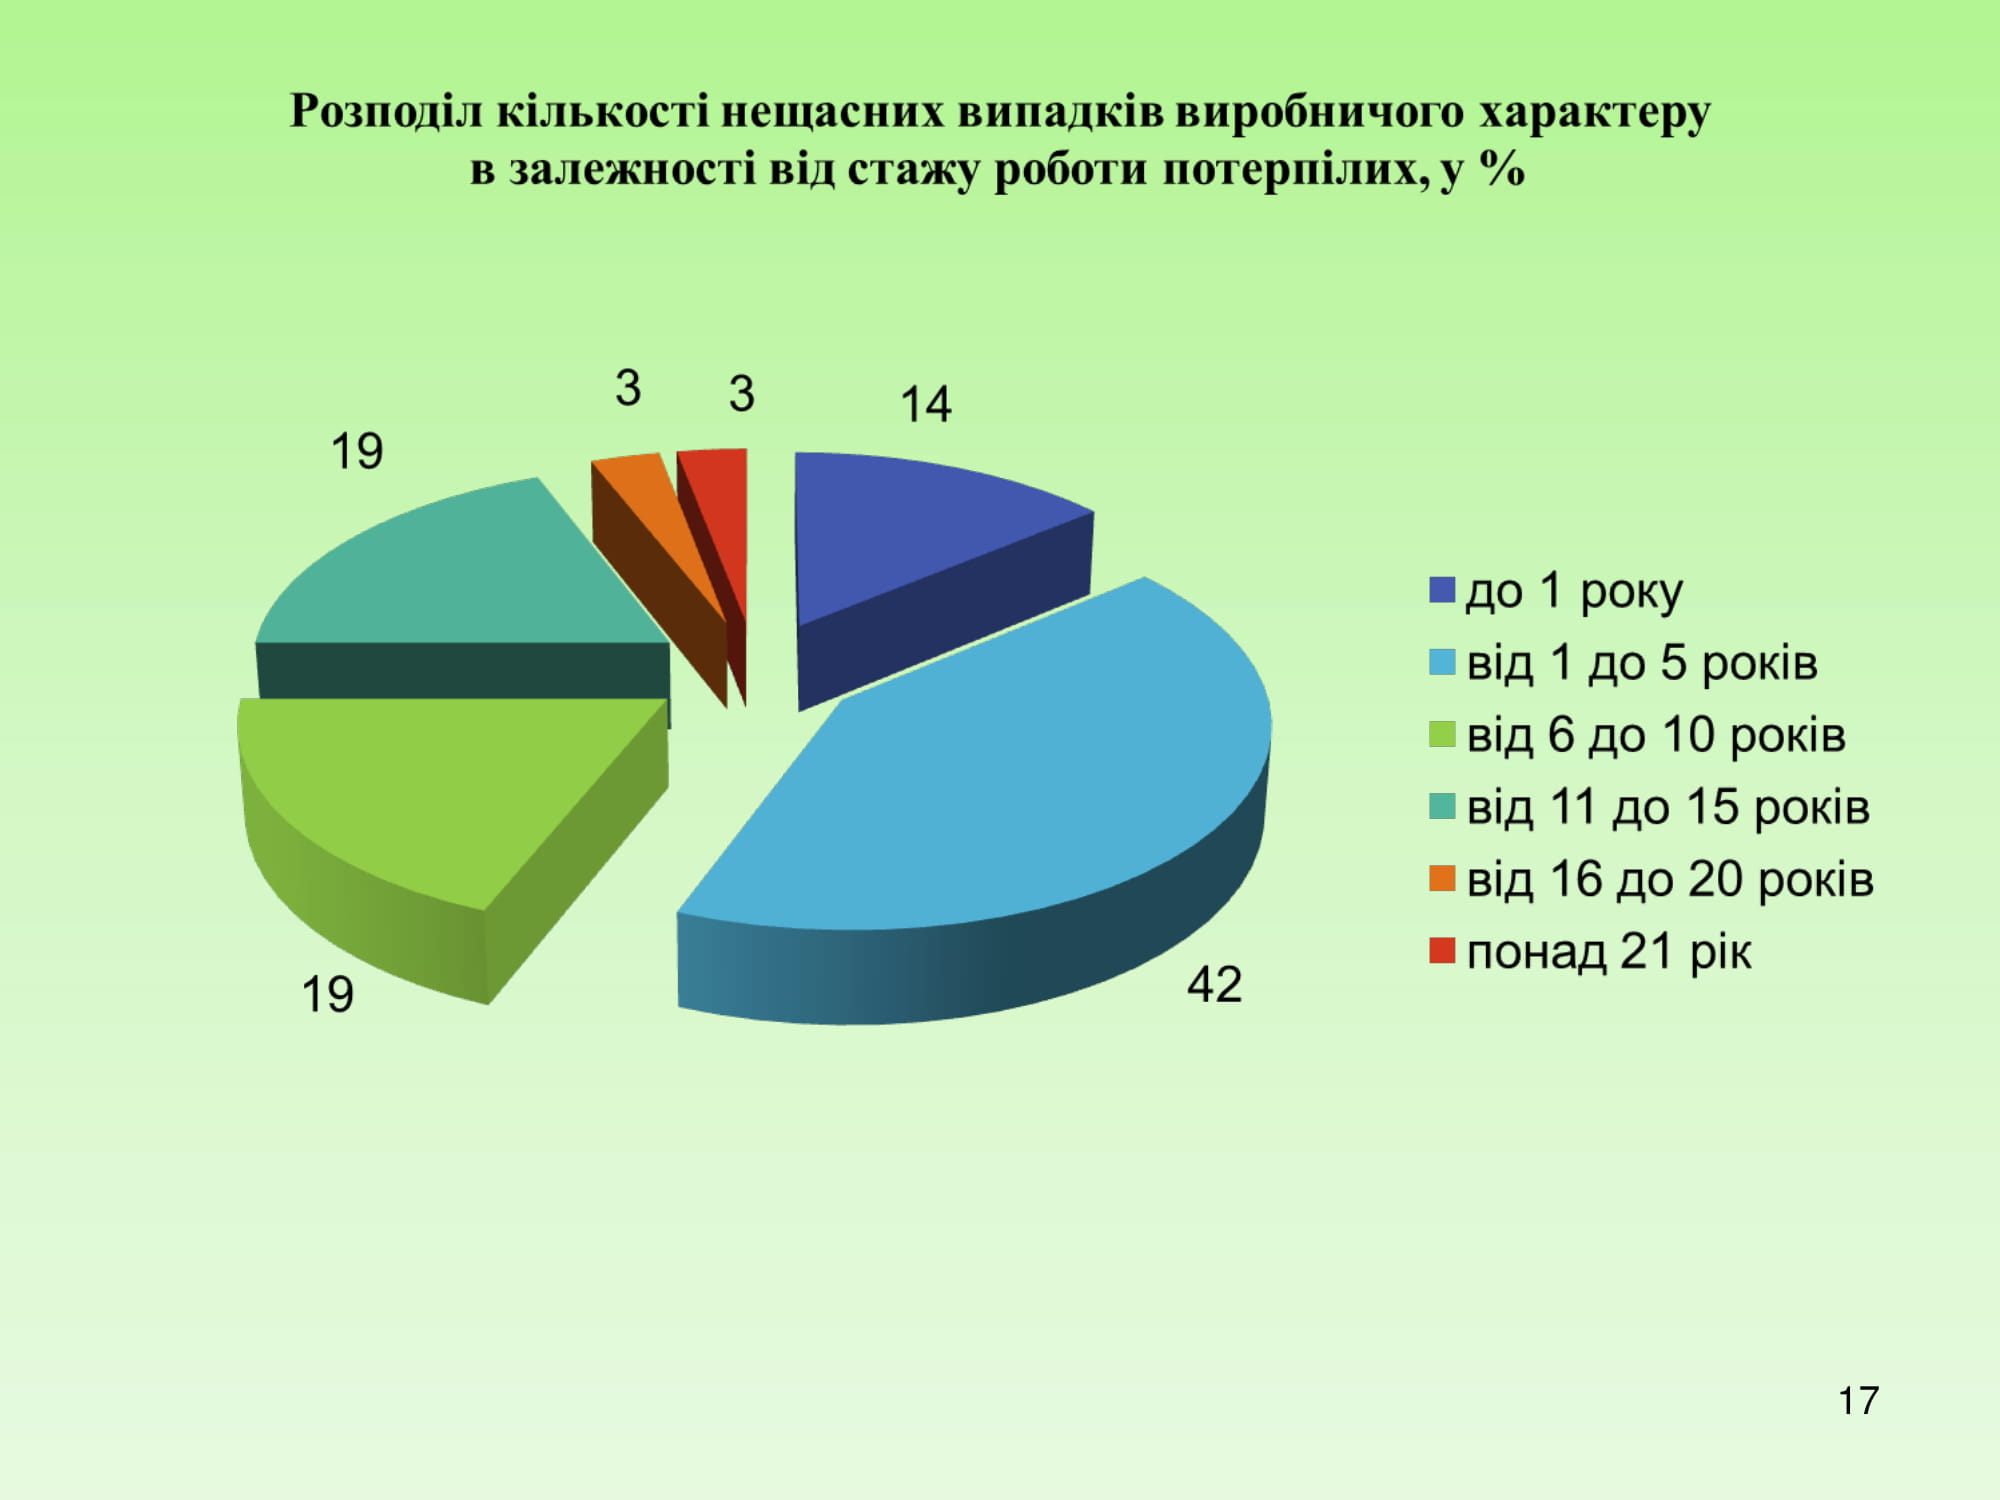 Розподіл кількості нещасних випадків виробничого характеру
в залежності від стажу роботи потерпілих, у %
3
3
14
19
19
42
до 1 року
від 1 до 5 років
від 6 до 10 років
від 11 до 15 років
від 16 до 20 років
понад 21 рік
17